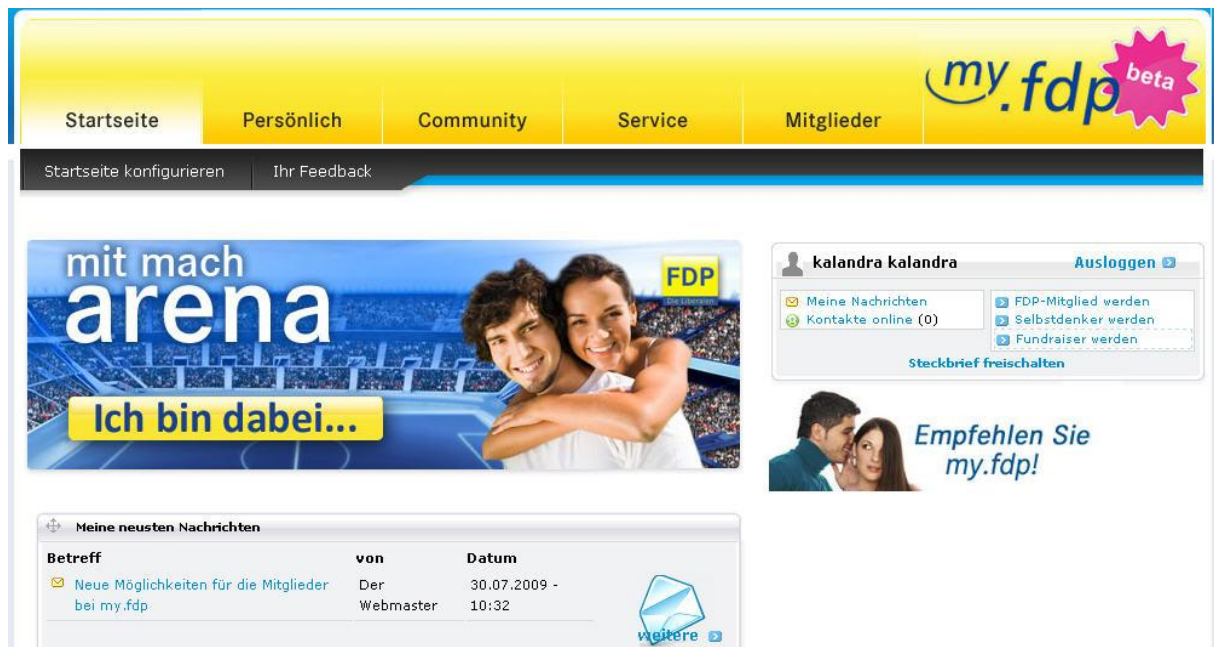 my.fdp
beta
Startseite
Persönlich
Community
Service
Mitglieder
Startseite konfigurieren
Ihr Feedback
mit mach
arena
Ich bin dabei...
FDP
Die Liberalen
kalandra kalandra
Ausloggen
Meine Nachrichten
Kontakte online (0)
FDP-Mitglied werden
Selbstdenker werden
Fundraiser werden
Steckbrief freischalten
Empfehlen Sie
my.fdp!
Meine neusten Nachrichten
Betreff von Datum
Neue Möglichkeiten für die Mitglieder
bei my.fdp
Der
Webmaster
30.07.2009 -
10:32
weitere